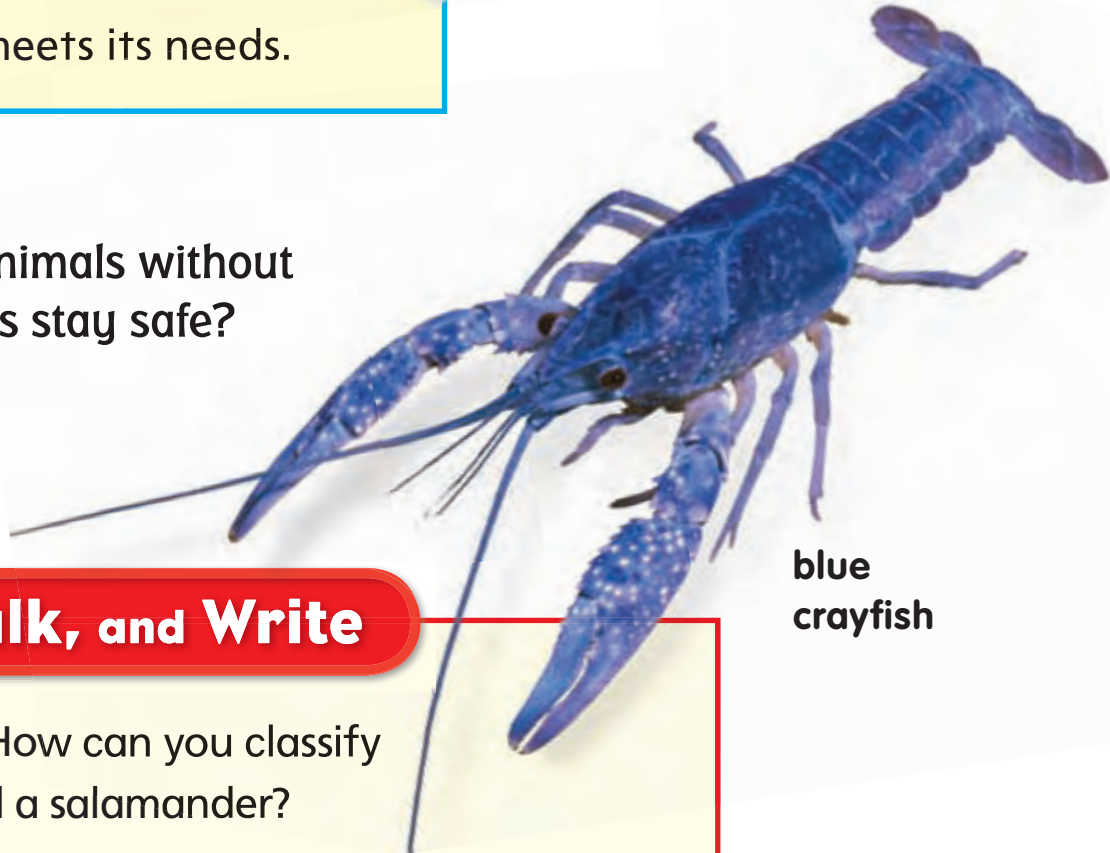 neets its needs.
nimals without
s stay safe?
blue
crayfish
lk, and Write
How can you classify
a salamander?